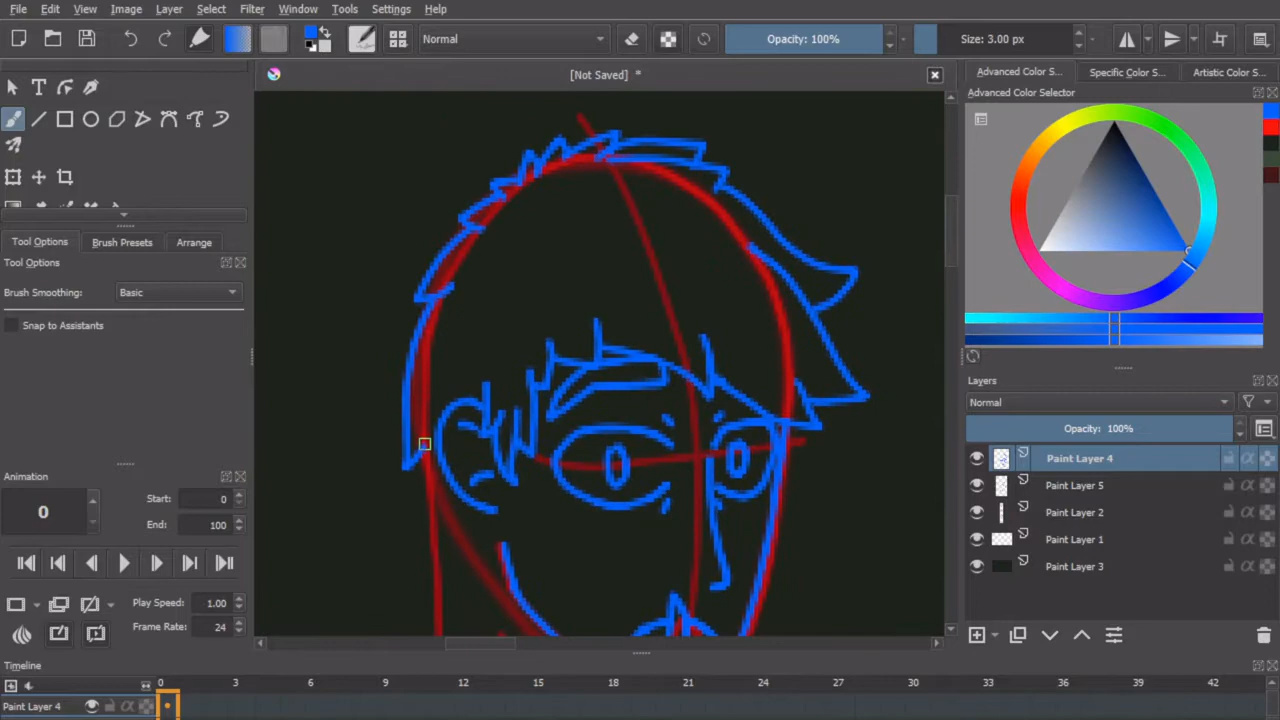 File Edit View Image Layer Select Filter Window Tools Settings Help
Normal
Opacity: 100%
Size: 3.00 px
[Not Saved] *
Advanced Color S...
Specific Color S...
Artistic Color S...
Advanced Color Selector
Tool Options
Brush Presets
Arrange
Tool Options
Brush Smoothing:
Basic
Snap to Assistants
Layers
Normal
Opacity: 100%
Paint Layer 4
Paint Layer 5
Paint Layer 2
Paint Layer 1
Paint Layer 3
Animation
0
Start: 0
End: 100
Play Speed: 1.00
Frame Rate: 24
Timeline
0 3 6 9 12 15 18 21 24 27 30 33 36 39 42
Paint Layer 4